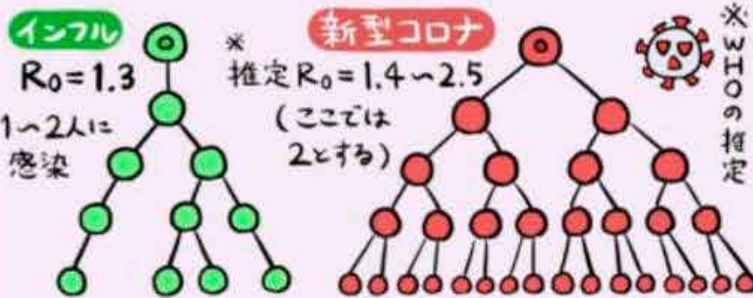 インフル
R₀=1.3
1〜2人に
感染
新型コロナ
※
推定R₀=1.4〜2.5
(ここでは
2とする)
※WHOの推定